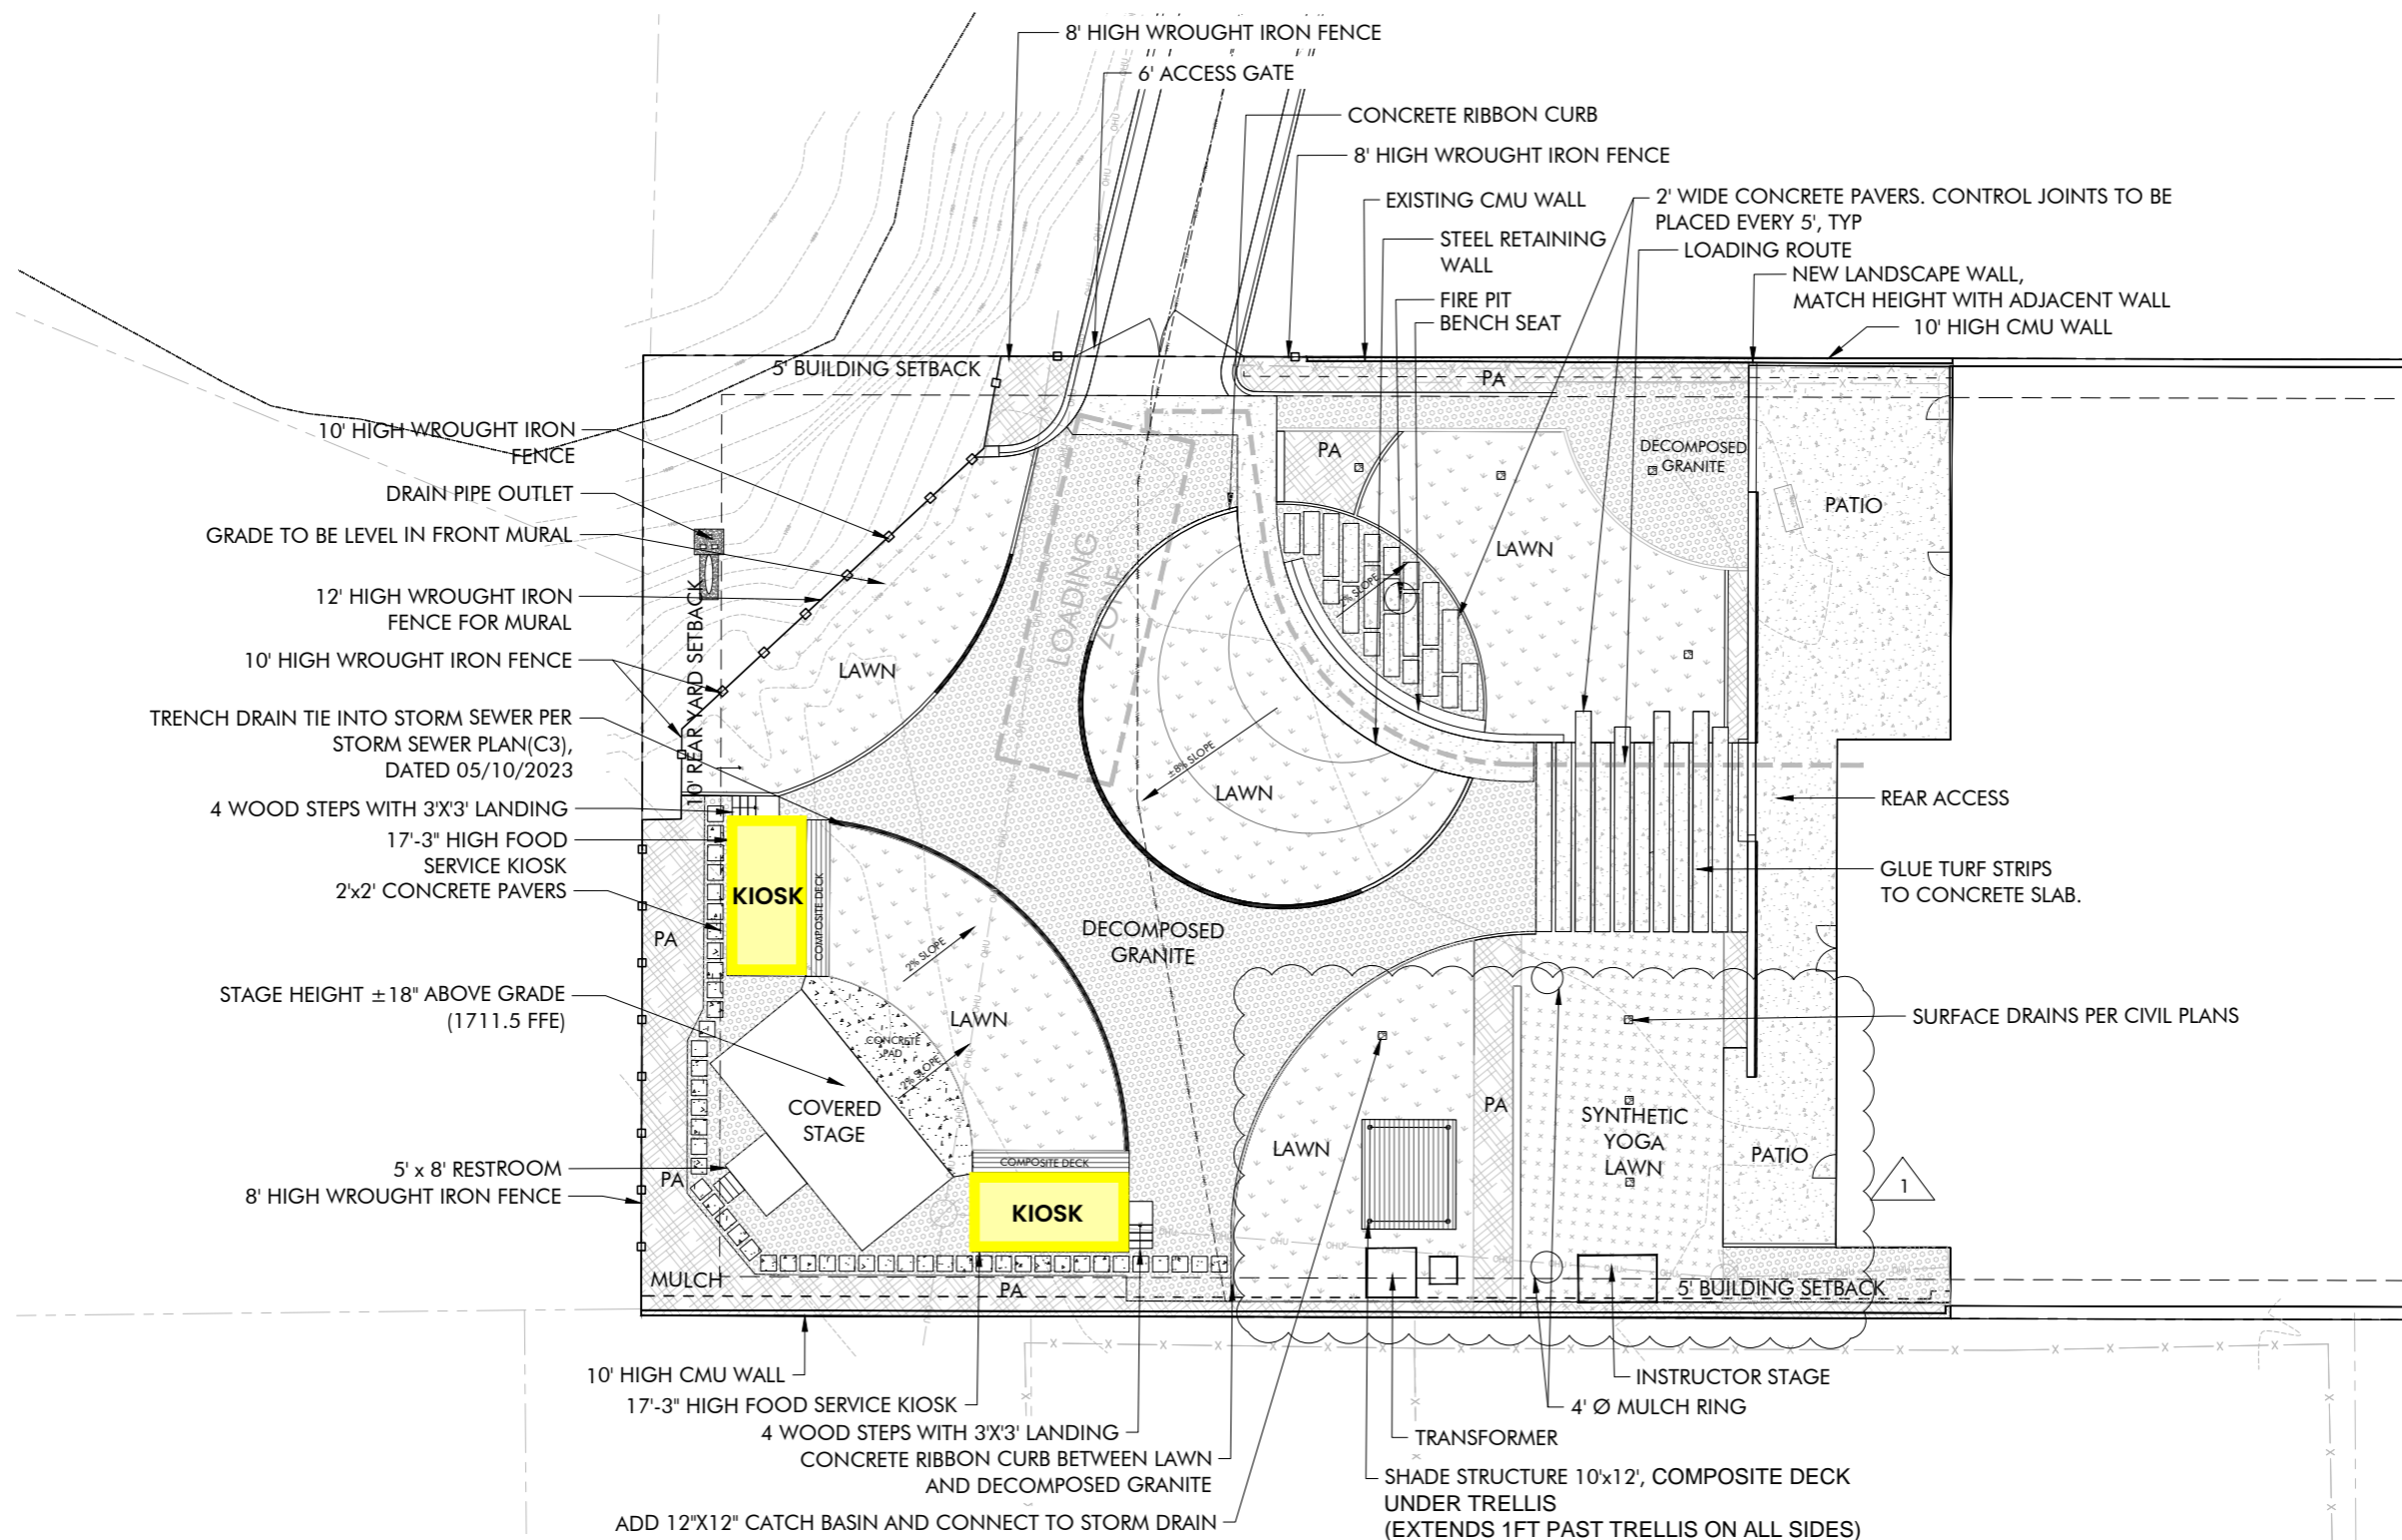 8' HIGH WROUGHT IRON FENCE
6' ACCESS GATE
CONCRETE RIBBON CURB
8' HIGH WROUGHT IRON FENCE
EXISTING CMU WALL
2' WIDE CONCRETE PAVERS. CONTROL JOINTS TO BE
PLACED EVERY 5', TYP
STEEL RETAINING
WALL
LOADING ROUTE
NEW LANDSCAPE WALL,
MATCH HEIGHT WITH ADJACENT WALL
FIRE PIT
BENCH SEAT
10' HIGH CMU WALL
5' BUILDING SETBACK
PA
10' HIGH WROUGHT IRON
FENCE
PA
DECOMPOSED
GRANITE
DRAIN PIPE OUTLET
PATIO
GRADE TO BE LEVEL IN FRONT MURAL
LAWN
LOADING
ZONE
12' HIGH WROUGHT IRON
FENCE FOR MURAL
10' HIGH WROUGHT IRON FENCE
LAWN
10' REAR YARD SETBACK
TRENCH DRAIN TIE INTO STORM SEWER PER
STORM SEWER PLAN(C3),
DATED 05/10/2023
±8% SLOPE
LAWN
REAR ACCESS
4 WOOD STEPS WITH 3'X'3' LANDING
17'-3" HIGH FOOD
SERVICE KIOSK
2'x2' CONCRETE PAVERS
KIOSK
COMPOSITE DECK
GLUE TURF STRIPS
TO CONCRETE SLAB.
PA
2% SLOPE
DECOMPOSED
GRANITE
STAGE HEIGHT ±18" ABOVE GRADE
(1711.5 FFE)
LAWN
SURFACE DRAINS PER CIVIL PLANS
CONCRETE
PAD
2% SLOPE
COVERED
STAGE
PA
SYNTHETIC
YOGA
LAWN
LAWN
PATIO
COMPOSITE DECK
5' x 8' RESTROOM
PA
8' HIGH WROUGHT IRON FENCE
1
KIOSK
OHU
MULCH
PA
5' BUILDING SETBACK
10' HIGH CMU WALL
INSTRUCTOR STAGE
17'-3" HIGH FOOD SERVICE KIOSK
4' Ø MULCH RING
4 WOOD STEPS WITH 3'X'3' LANDING
TRANSFORMER
CONCRETE RIBBON CURB BETWEEN LAWN
AND DECOMPOSED GRANITE
SHADE STRUCTURE 10'x12', COMPOSITE DECK
UNDER TRELLIS
(EXTENDS 1FT PAST TRELLIS ON ALL SIDES)
ADD 12"X12" CATCH BASIN AND CONNECT TO STORM DRAIN